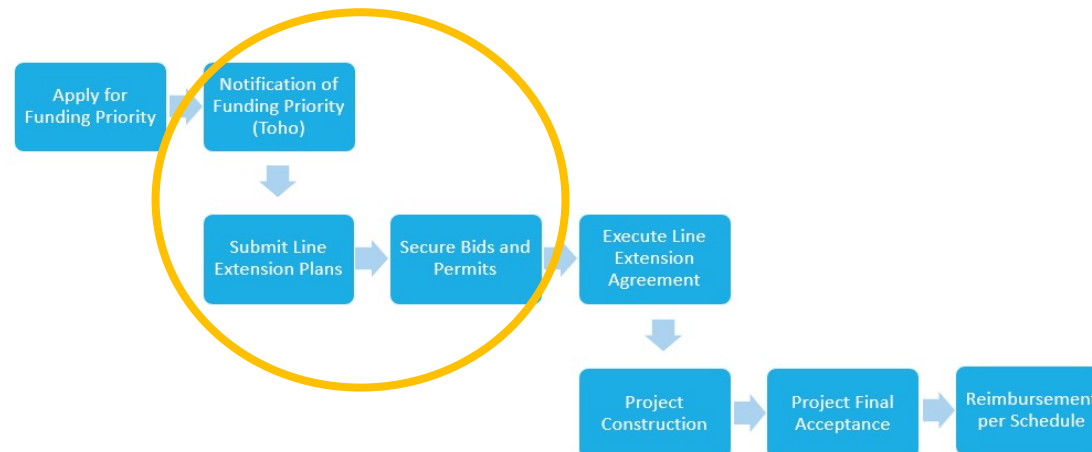 Apply for
Funding Priority
Notification of
Funding Priority
(Toho)
Submit Line
Extension Plans
Secure Bids and
Permits
Execute Line
Extension
Agreement
Project
Construction
Project Final
Acceptance
Reimbursement
per Schedule